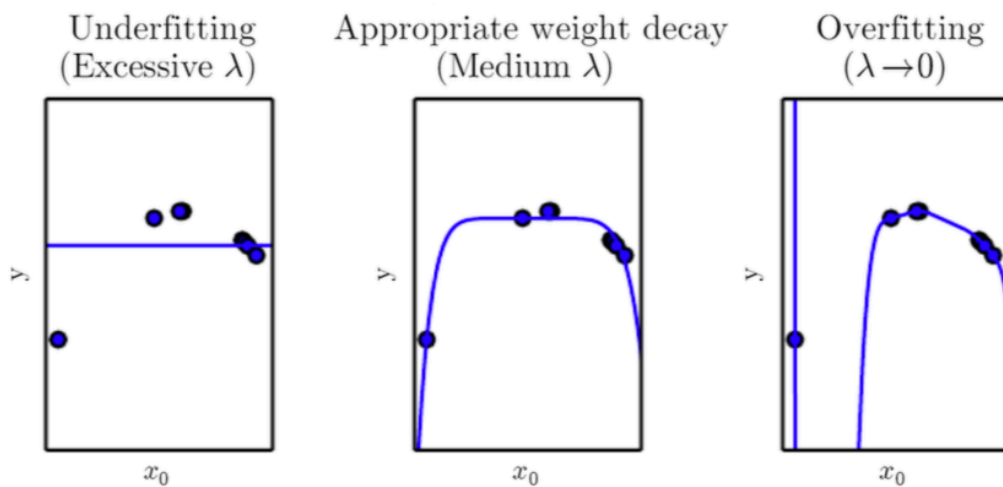 Underfitting
(Excessive λ)
Appropriate weight decay
(Medium λ)
Overfitting
(λ→0)
y
x₀
y
x₀
y
x₀